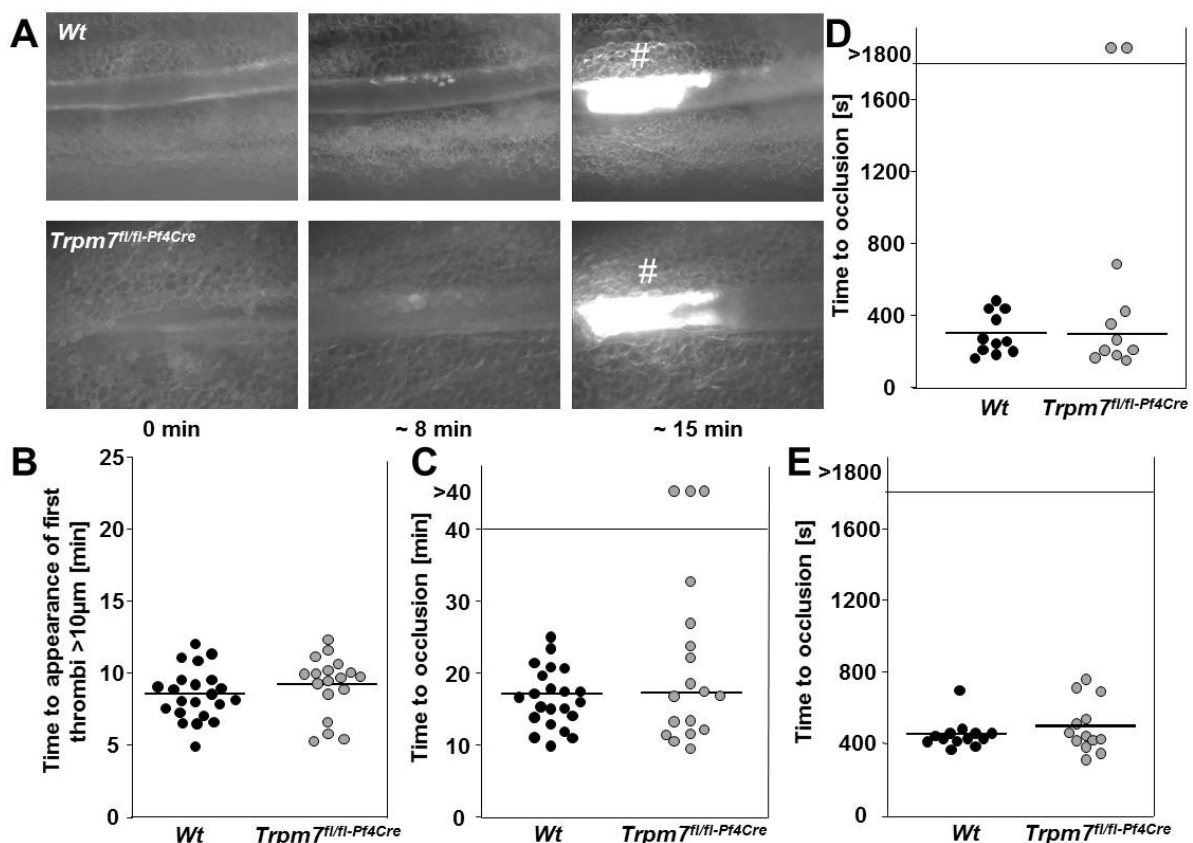 A
Wt
#
Trpm7fl/fl-Pf4Cre
#
0 min
~ 8 min
~ 15 min
B
Time to appearance of first
thrombi >10µm [min]
25
20
15
10
5
0
Wt
Trpm7fl/fl-Pf4Cre
C
Time to occlusion [min]
>40
40
30
20
10
0
Wt
Trpm7fl/fl-Pf4Cre
D
Time to occlusion [s]
>1800
1600
1200
800
400
0
Wt
Trpm7fl/fl-Pf4Cre
E
Time to occlusion [s]
>1800
1600
1200
800
400
0
Wt
Trpm7fl/fl-Pf4Cre